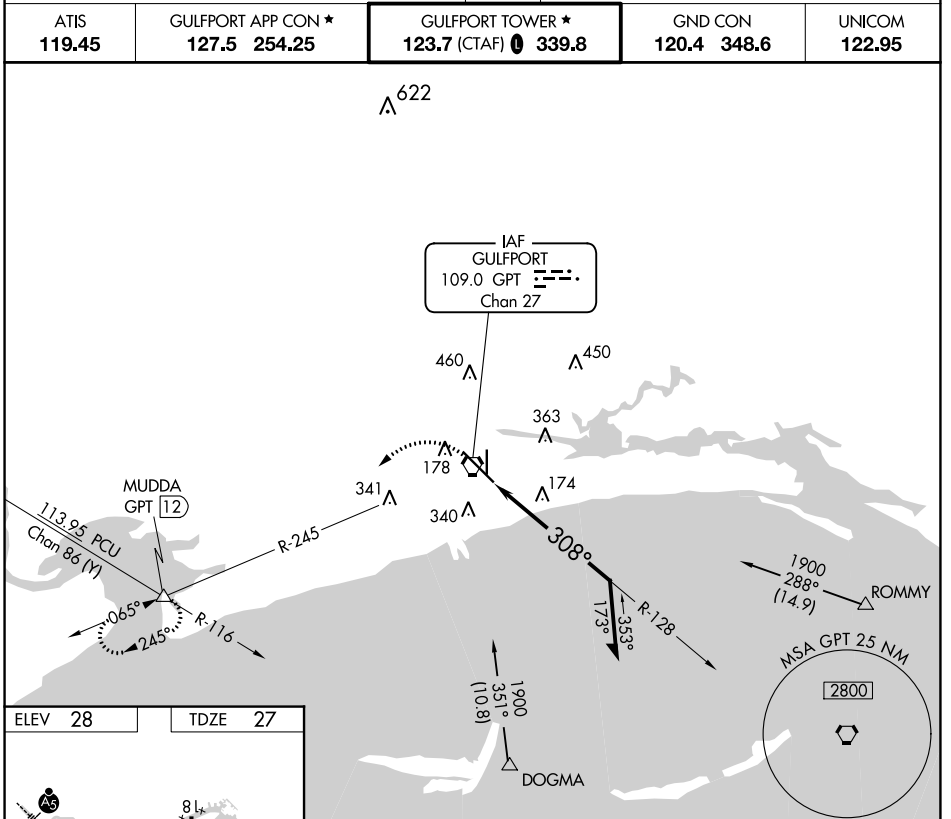 ATIS
119.45
GULFPORT APP CON ★
127.5 254.25
GULFPORT TOWER ★
123.7 (CTAF) L 339.8
GND CON
120.4 348.6
UNICOM
122.95
622
IAF
GULFPORT
109.0 GPT
Chan 27
460
450
363
178
174
341
340
MUDDA
GPT 12
113.95 PCU
Chan 86 (Y)
R-245
065°
245°
R-116
308°
173°
353°
R-128
1900
288°
(14.9)
ROMMY
1900
351°
(10.8)
DOGMA
MSA GPT 25 NM
2800
ELEV 28
TDZE 27
A5
81